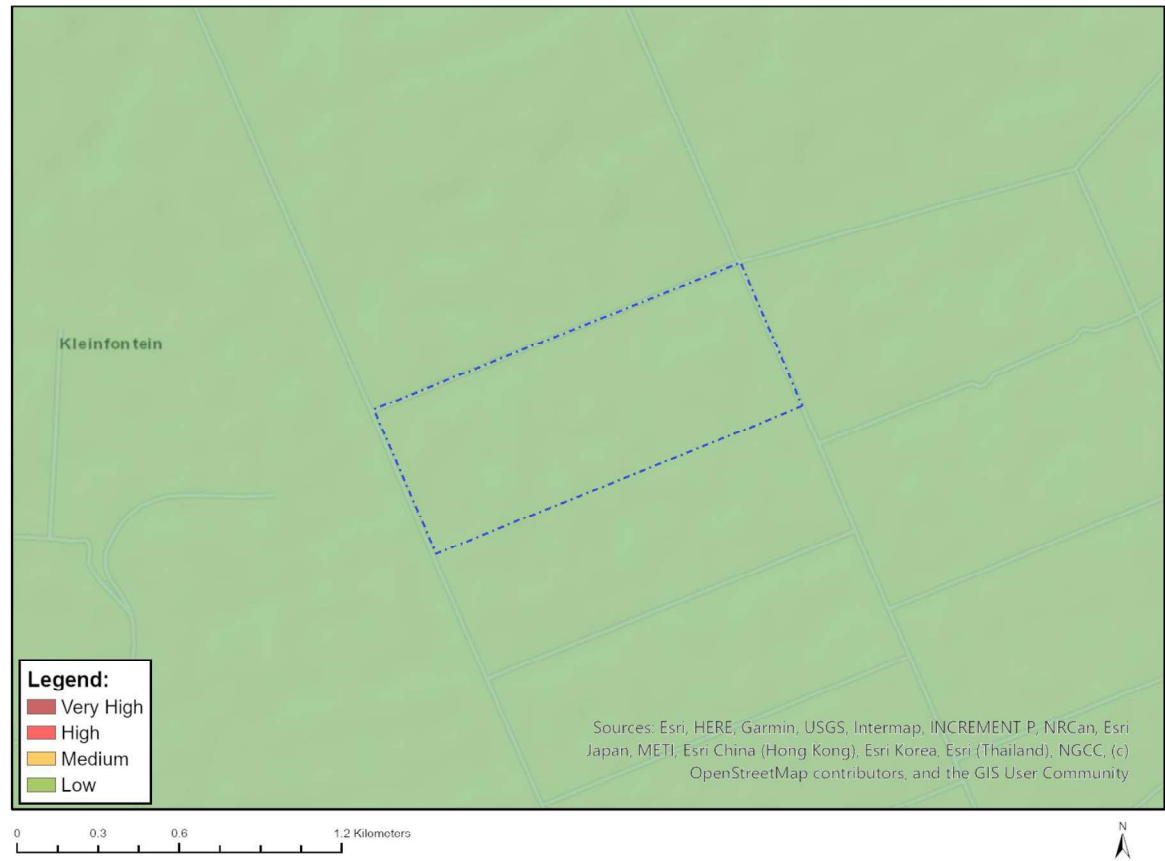 Kleinfontein
Legend:
Very High
High
Medium
Low
Sources: Esri, HERE, Garmin, USGS, Intermap, INCREMENT P, NRCan, Esri
Japan, METI, Esri China (Hong Kong), Esri Korea, Esri (Thailand), NGCC, (c)
OpenStreetMap contributors, and the GIS User Community
0 0.3 0.6 1.2 Kilometers
N